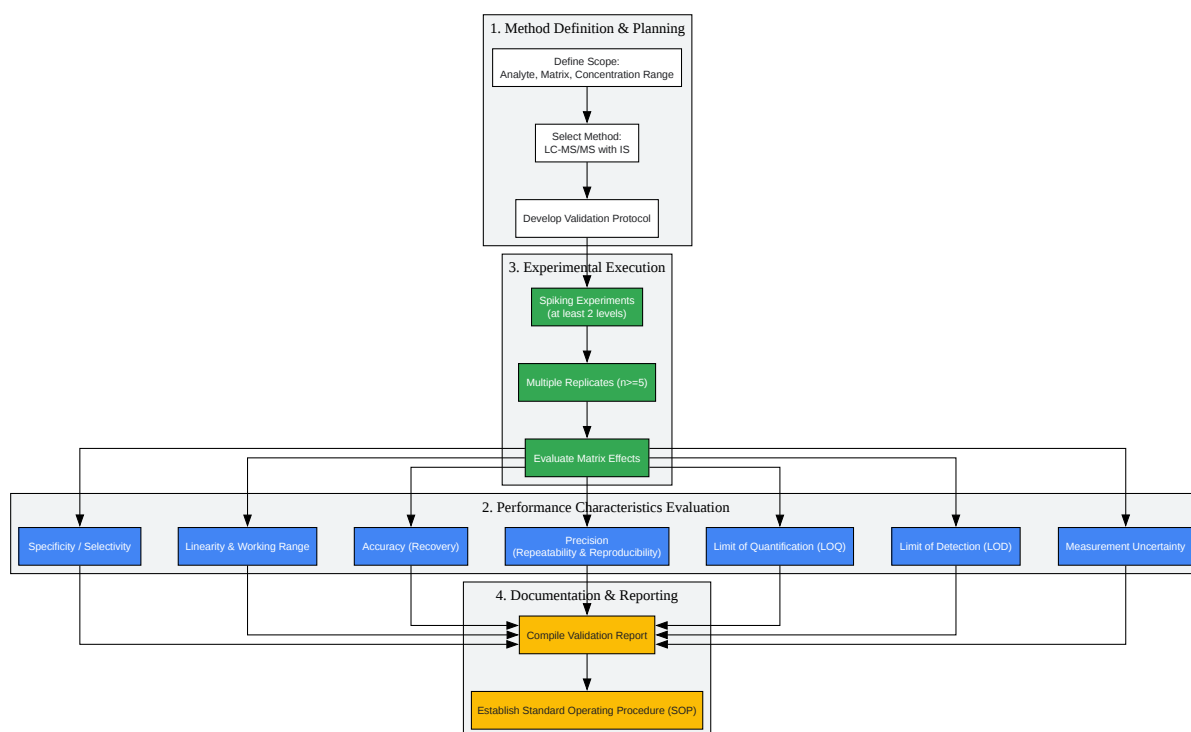 1. Method Definition & Planning
Define Scope:
Analyte, Matrix, Concentration Range
Select Method:
LC-MS/MS with IS
Develop Validation Protocol
3. Experimental Execution
Spiking Experiments
(at least 2 levels)
Multiple Replicates (n>=5)
Evaluate Matrix Effects
2. Performance Characteristics Evaluation
Specificity / Selectivity
Linearity & Working Range
Accuracy (Recovery)
Precision
(Repeatability & Reproducibility)
Limit of Quantification (LOQ)
Limit of Detection (LOD)
Measurement Uncertainty
4. Documentation & Reporting
Compile Validation Report
Establish Standard Operating Procedure (SOP)